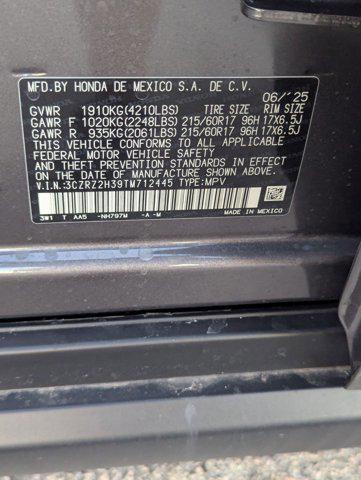 MFD.BY HONDA DE MEXICO S.A. DE C.V.
06/'25
GVWR 1910KG(4210LBS) TIRE SIZE RIM SIZE
GAWR F 1020KG(2248LBS) 215/60R17 96H 17X6.5J
GAWR R 935KG(2061LBS) 215/60R17 96H 17X6.5J
THIS VEHICLE CONFORMS TO ALL APPLICABLE
FEDERAL MOTOR VEHICLE SAFETY
AND THEFT PREVENTION STANDARDS IN EFFECT
ON THE DATE OF MANUFACTURE SHOWN ABOVE.
V.I.N.:3CZRZ2H39TM712445 TYPE:MPV
3W1 T AA5 -NH797M -A -M MADE IN MEXICO